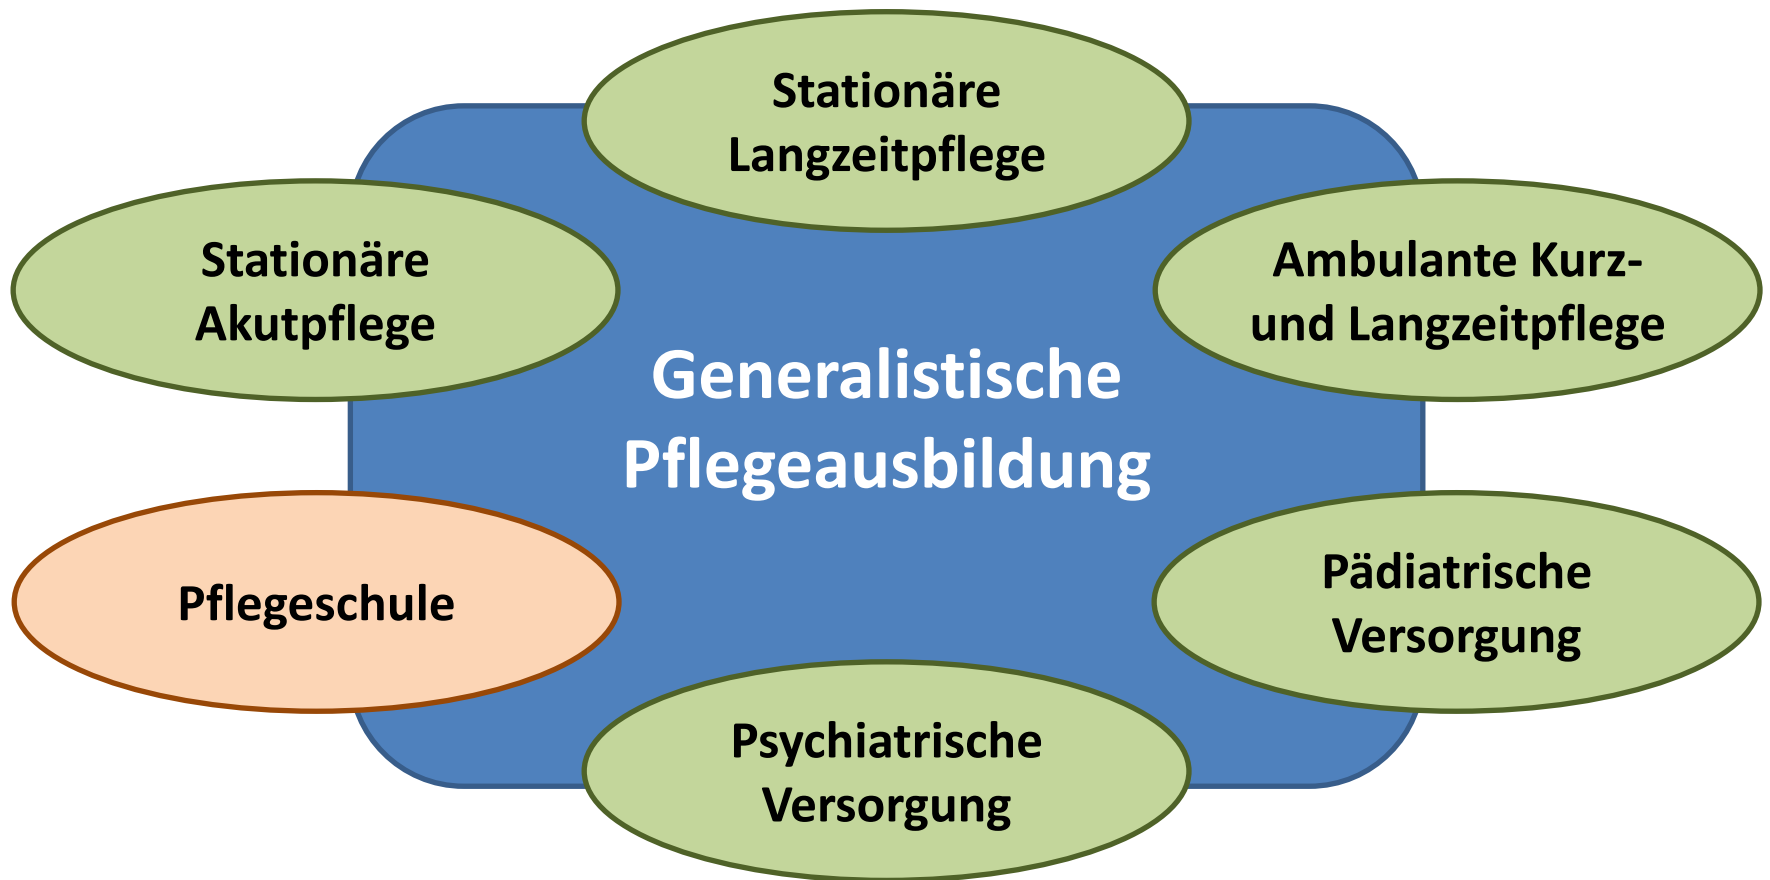 Stationäre
Langzeitpflege
Stationäre
Akutpflege
Ambulante Kurz-
und Langzeitpflege
Generalistische
Pflegeausbildung
Pflegeschule
Pädiatrische
Versorgung
Psychiatrische
Versorgung